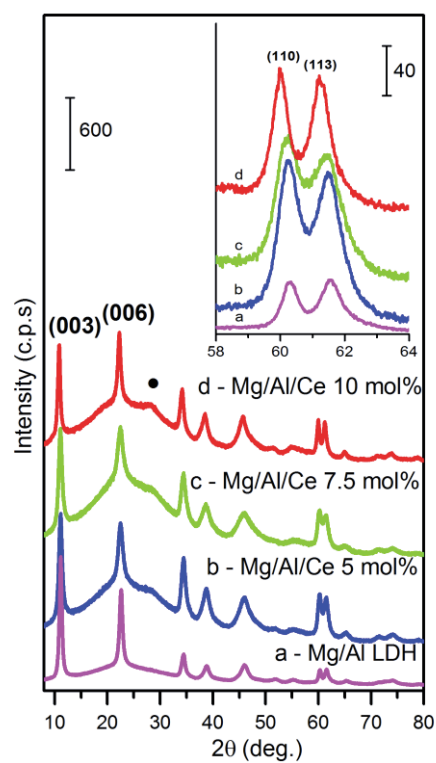 (110) (113)
40
600
d
c
b
a
58 60 62 64
(003) (006)
•
d - Mg/Al/Ce 10 mol%
c - Mg/Al/Ce 7.5 mol%
b - Mg/Al/Ce 5 mol%
a - Mg/Al LDH
Intensity (c.p.s)
10 20 30 40 50 60 70 80
2θ (deg.)